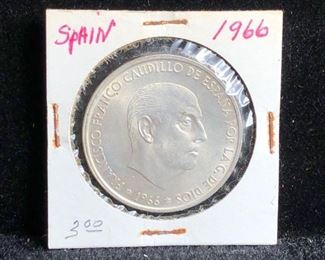 SPAIN 1966
FRANCISCO FRANCO CAUDILLO DE ESPAÑA POR LA G. DE DIOS
* 1966 *
3.00